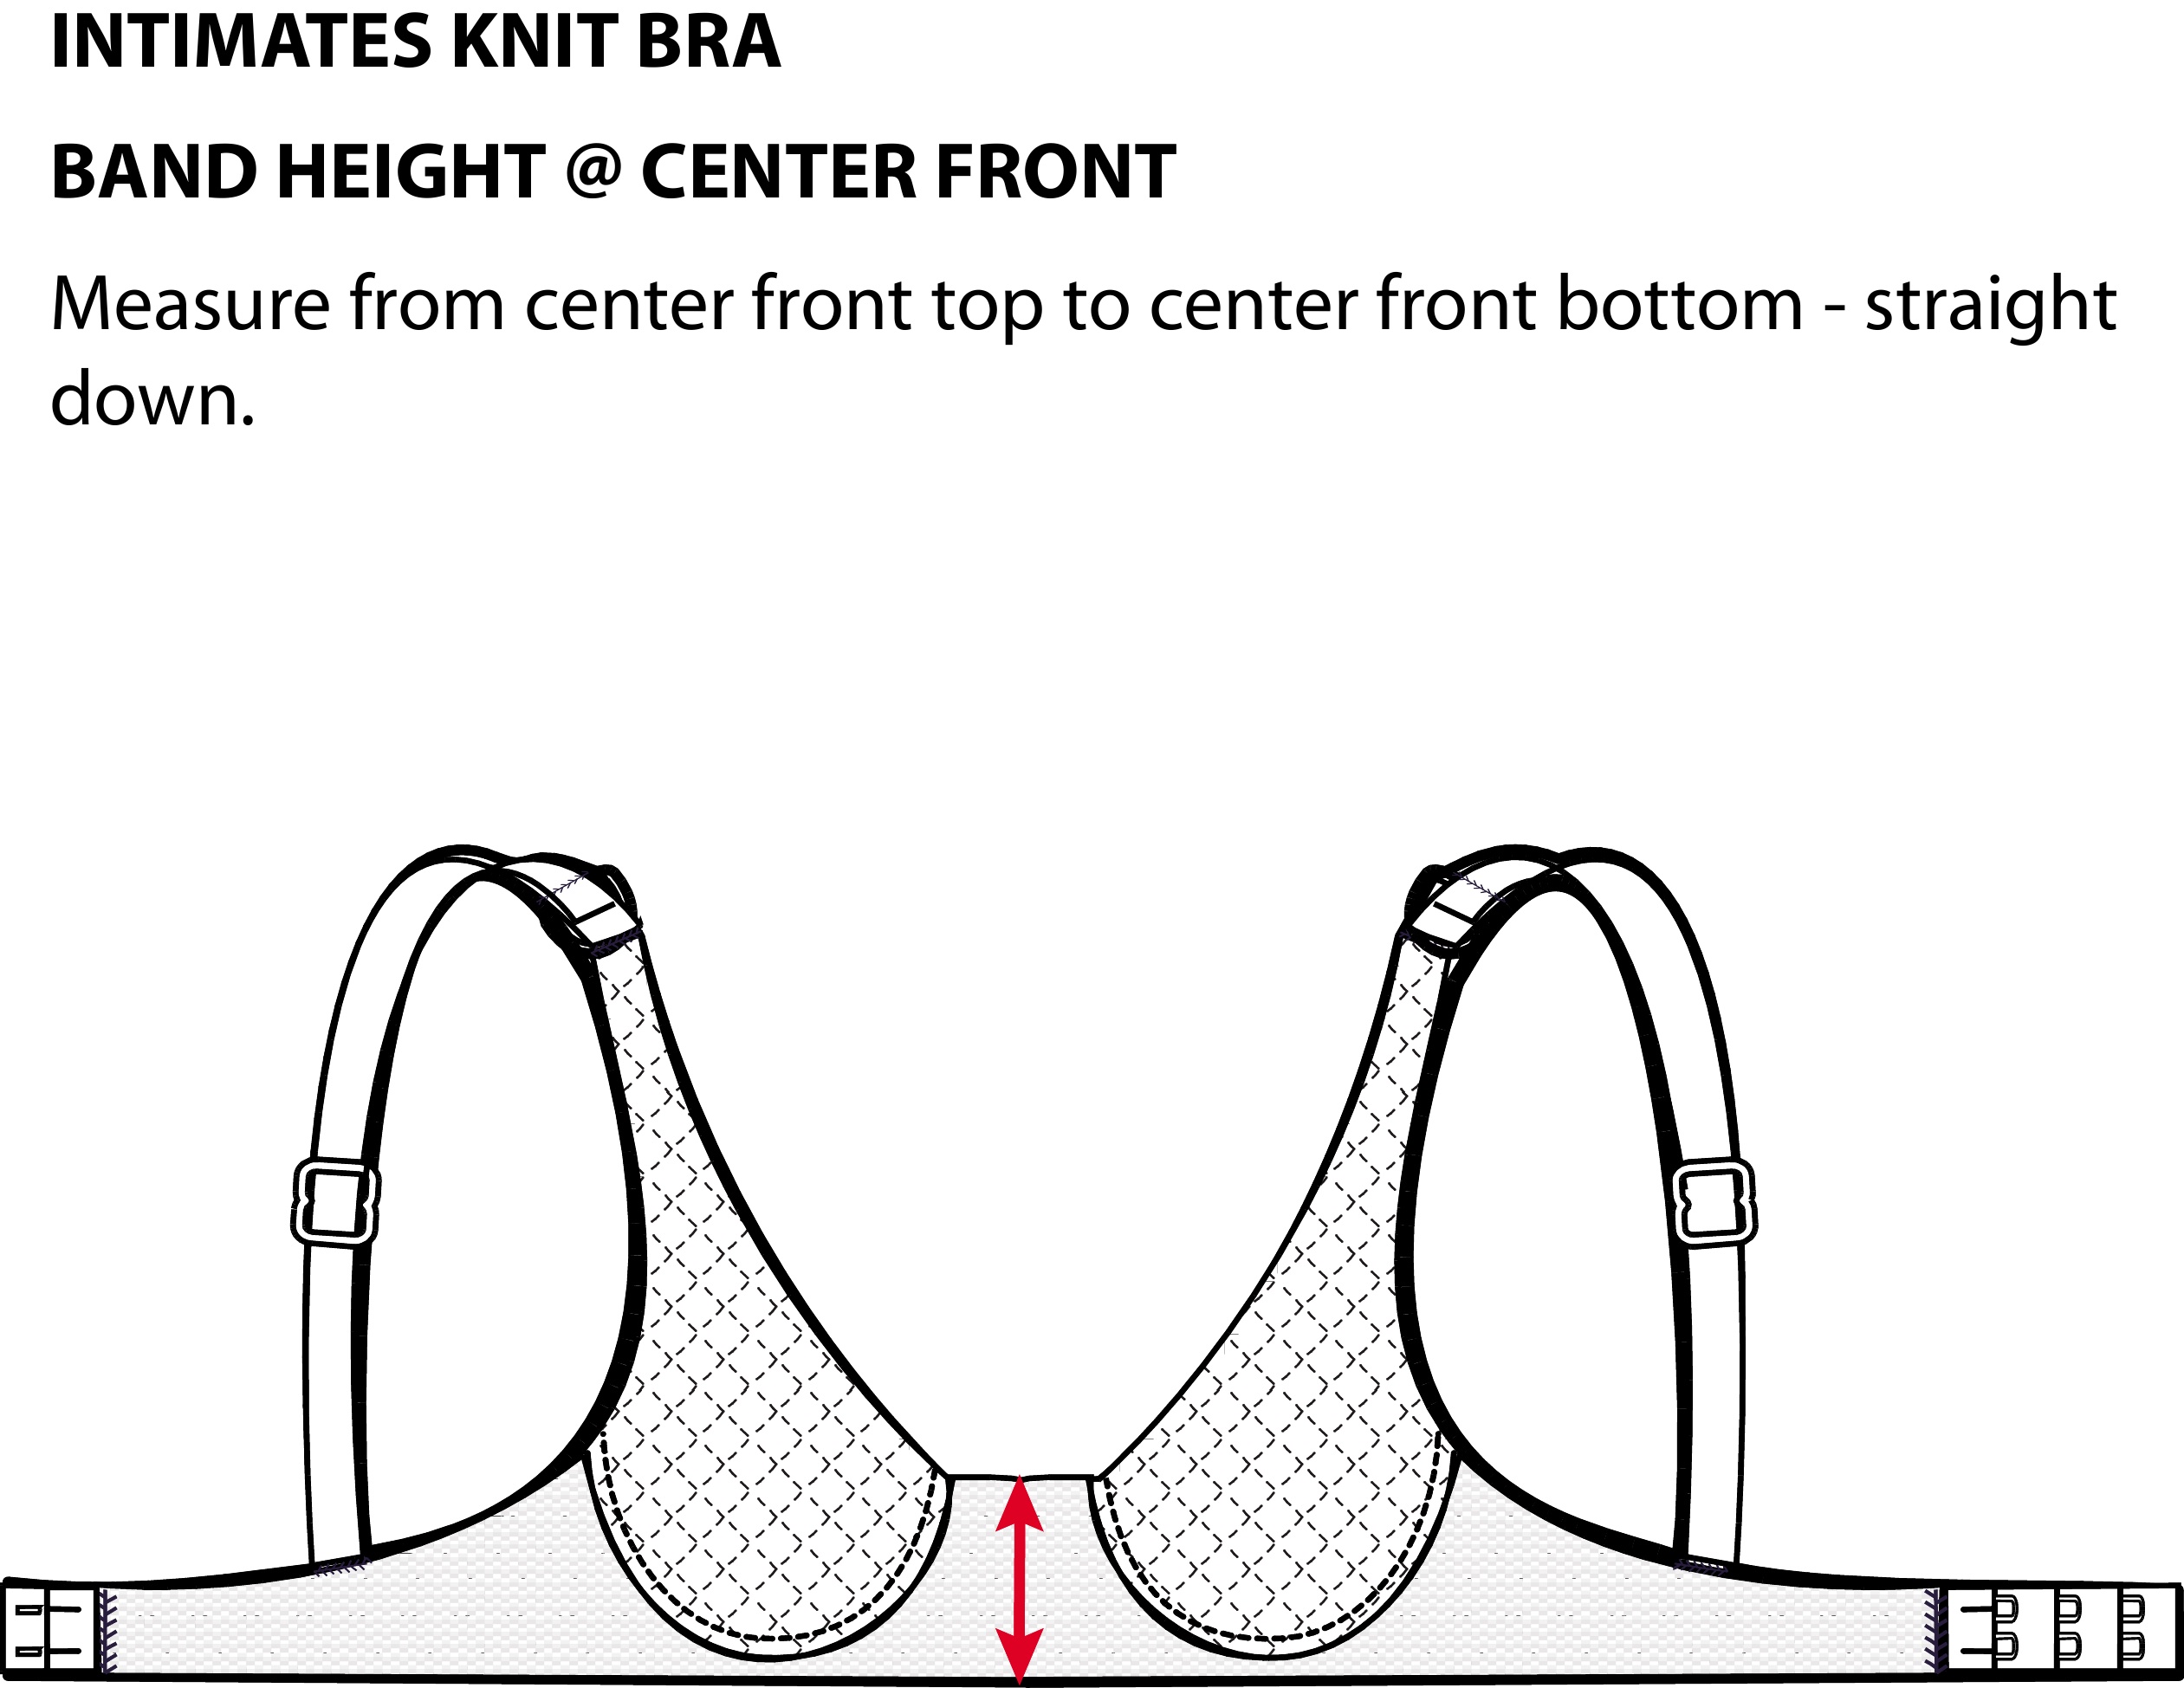 INTIMATES KNIT BRA
BAND HEIGHT @ CENTER FRONT
Measure from center front top to center front bottom - straight
down.